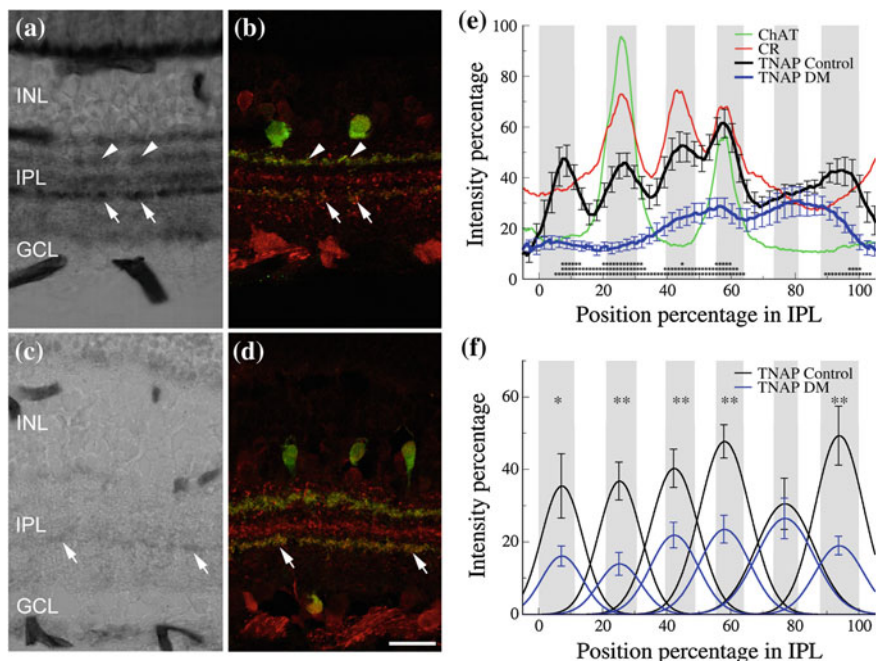 (a)
INL
IPL
GCL
(b)
(c)
INL
IPL
GCL
(d)
(e)
100
80
60
40
20
0
Intensity percentage
ChAT
CR
TNAP Control
TNAP DM
0 20 40 60 80 100
Position percentage in IPL
(f)
60
40
20
0
Intensity percentage
TNAP Control
TNAP DM
* ** ** ** **
0 20 40 60 80 100
Position percentage in IPL